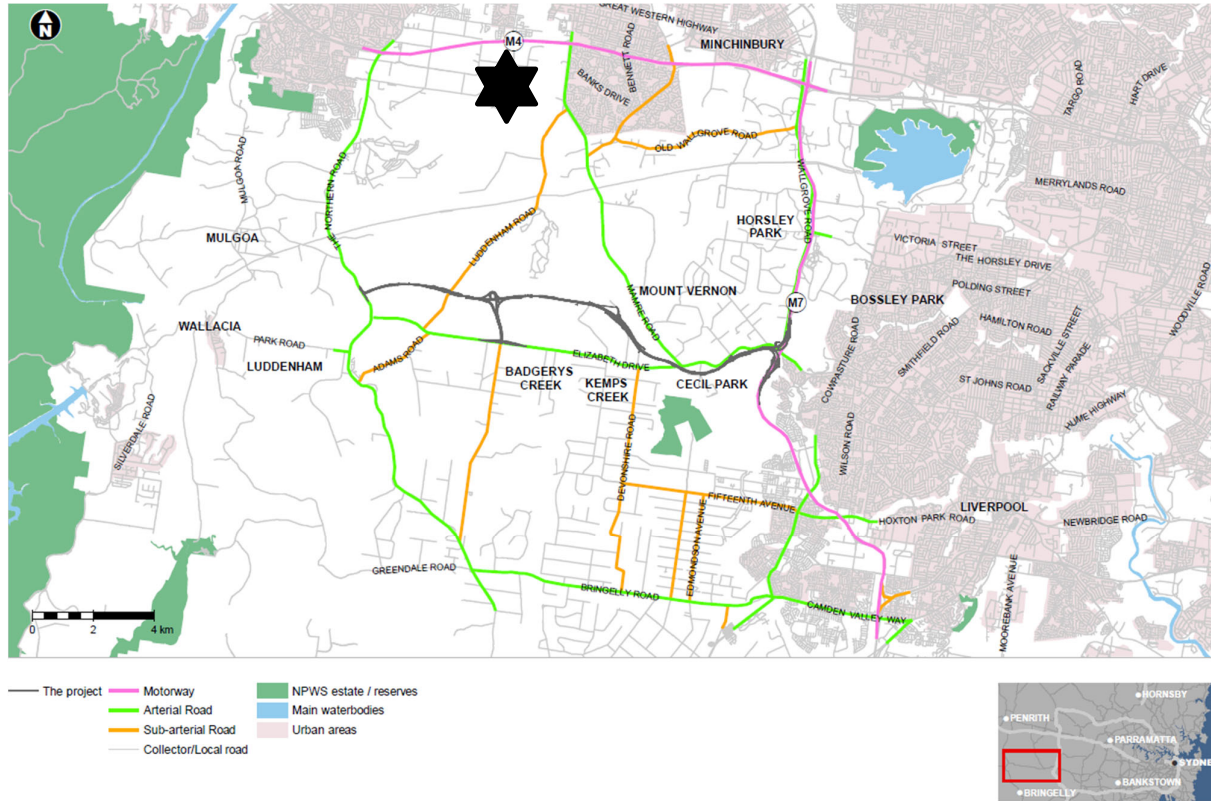 N
GREAT WESTERN HIGHWAY
M4
MINCHINBURY
BENNETT ROAD
BANKS DRIVE
TARGO ROAD
HART DRIVE
OLD WALLGROVE ROAD
MULGOA ROAD
THE NORTHERN ROAD
WALLGROVE ROAD
MERRYLANDS ROAD
LUDDENHAM ROAD
HORSLEY
PARK
MULGOA
VICTORIA STREET
THE HORSLEY DRIVE
POLDING STREET
MOUNT VERNON
MAMRE ROAD
M7
BOSSLEY PARK
WOODVILLE ROAD
WALLACIA
PARK ROAD
HAMILTON ROAD
SMITHFIELD ROAD
SACKVILLE STREET
RAILWAY PARADE
COWPASTURE ROAD
LUDDENHAM
ADAMS ROAD
ELIZABETH DRIVE
BADGERYS
CREEK
KEMPS
CREEK
CECIL PARK
ST JOHNS ROAD
HUME HIGHWAY
SILVERDALE ROAD
WILSON ROAD
DEVONSHIRE ROAD
FIFTEENTH AVENUE
LIVERPOOL
HOXTON PARK ROAD
NEWBRIDGE ROAD
EDMONDSON AVENUE
GREENDALE ROAD
BRINGELLY ROAD
CAMDEN VALLEY WAY
MOOREBANK AVENUE
0 2 4 km
The project
Motorway
Arterial Road
Sub-arterial Road
Collector/Local road
NPWS estate / reserves
Main waterbodies
Urban areas
HORNSBY
PENRITH
PARRAMATTA
SYDNE
BANKSTOWN
BRINGELLY